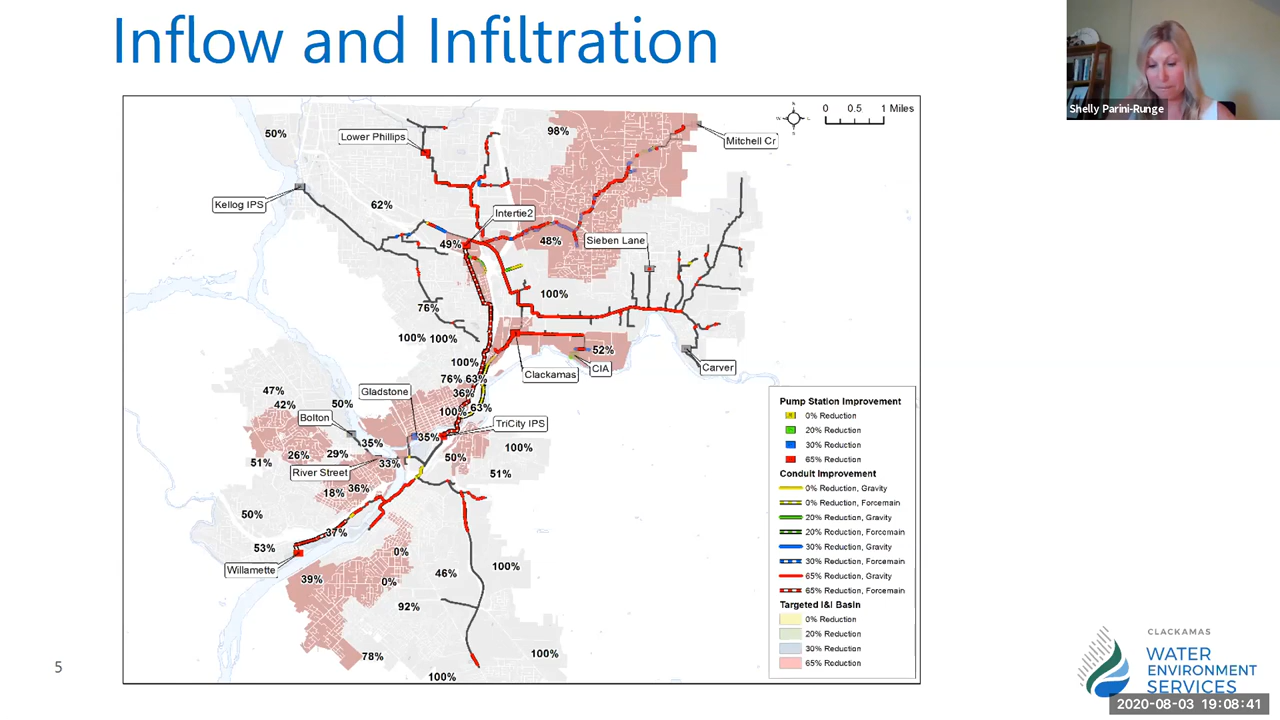 Inflow and Infiltration
Shelly Parini-Runge
0 0.5 1 Miles
50%
Lower Phillips
98%
Mitchell Cr
Kellog IPS
62%
Intertie2
49%
48%
Sieben Lane
100%
76%
100% 100%
52%
CIA
Carver
Clackamas
100%
76% 63%
36%
Gladstone
47%
42%
50%
100%
63%
Bolton
35%
35%
TriCity IPS
51%
26%
29%
33%
50%
100%
River Street
51%
18%
36%
50%
37%
53%
Willamette
0%
39%
0%
46%
100%
92%
78%
100%
100%
Pump Station Improvement
0% Reduction
20% Reduction
30% Reduction
65% Reduction
Conduit Improvement
0% Reduction, Gravity
0% Reduction, Forcemain
20% Reduction, Gravity
20% Reduction, Forcemain
30% Reduction, Gravity
30% Reduction, Forcemain
65% Reduction, Gravity
65% Reduction, Forcemain
Targeted I&I Basin
0% Reduction
20% Reduction
30% Reduction
65% Reduction
5
CLACKAMAS
WATER
ENVIRONMENT
SERVICES
2020-08-03 19:08:41